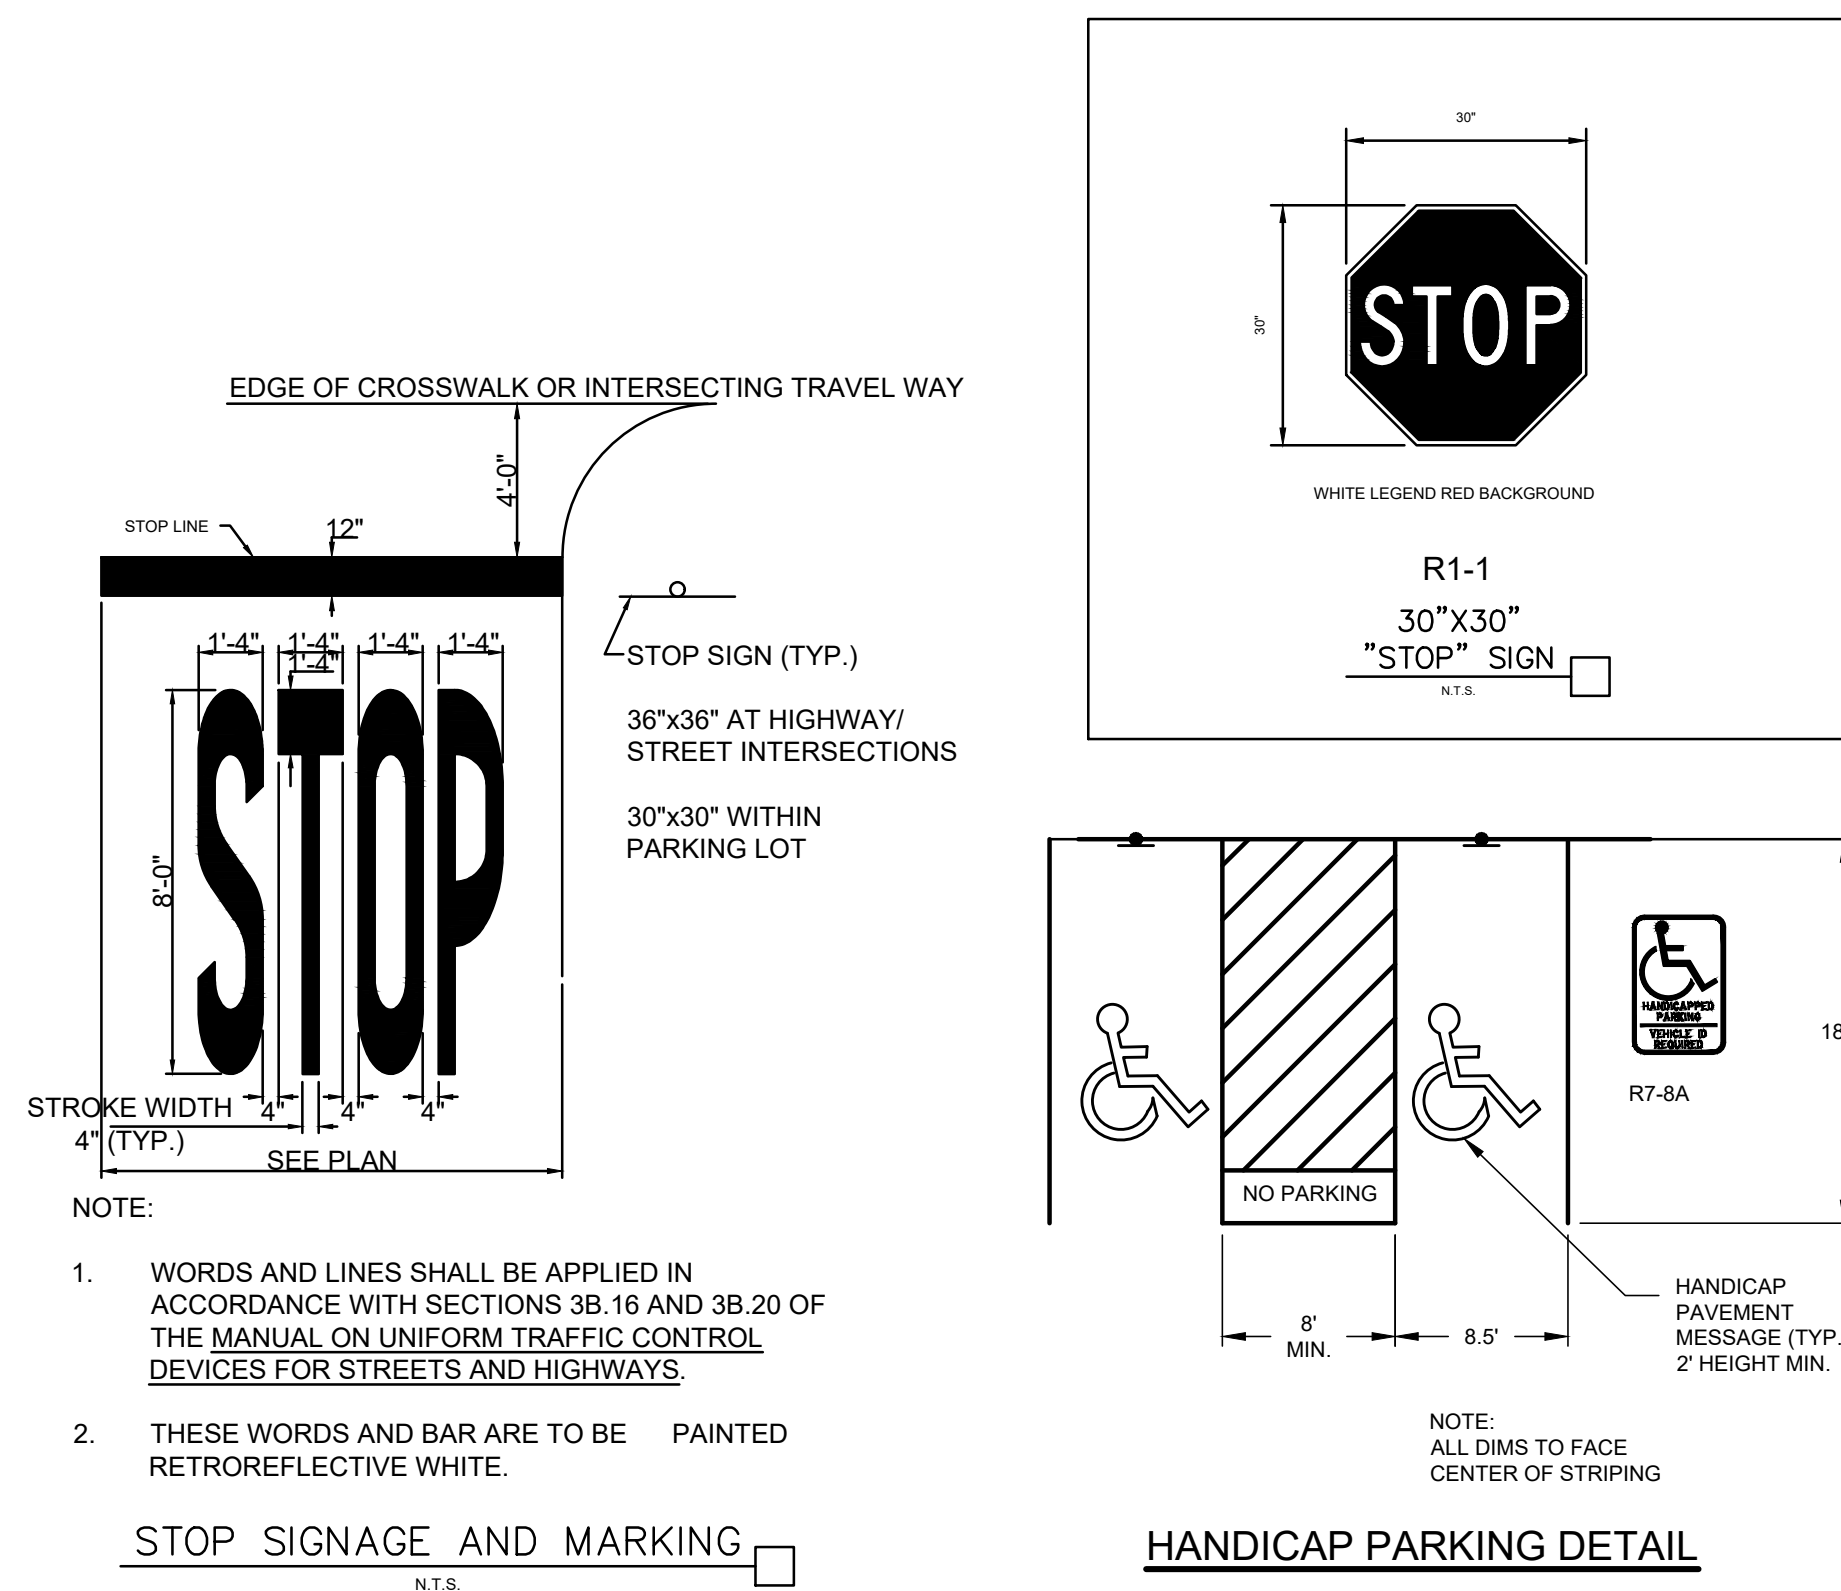 EDGE OF CROSSWALK OR INTERSECTING TRAVEL WAY
4'-0"
STOP LINE
12"
1'-4" 1'-4" 1'-4" 1'-4"
1'-4"
STOP
8'-0"
STOP SIGN (TYP.)
36"x36" AT HIGHWAY/
STREET INTERSECTIONS
30"x30" WITHIN
PARKING LOT
STROKE WIDTH
4" (TYP.)
4" 4" 4"
SEE PLAN
NOTE:
1. WORDS AND LINES SHALL BE APPLIED IN
ACCORDANCE WITH SECTIONS 3B.16 AND 3B.20 OF
THE MANUAL ON UNIFORM TRAFFIC CONTROL
DEVICES FOR STREETS AND HIGHWAYS.
2. THESE WORDS AND BAR ARE TO BE PAINTED
RETROREFLECTIVE WHITE.
STOP SIGNAGE AND MARKING
N.T.S.
30"
30"
STOP
WHITE LEGEND RED BACKGROUND
R1-1
30"X30"
"STOP" SIGN
N.T.S.
HANDICAPPED
PARKING
VEHICLE ID
REQUIRED
R7-8A
18
NO PARKING
8'
MIN.
8.5'
HANDICAP
PAVEMENT
MESSAGE (TYP.
2' HEIGHT MIN.
NOTE:
ALL DIMS TO FACE
CENTER OF STRIPING
HANDICAP PARKING DETAIL